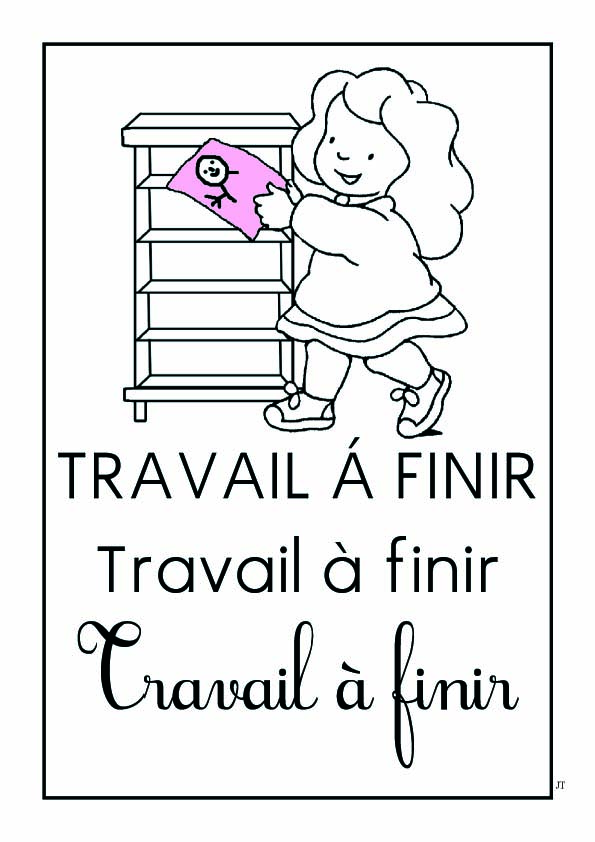 TRAVAIL Á FINIR
Travail à finir
Travail à finir
JT